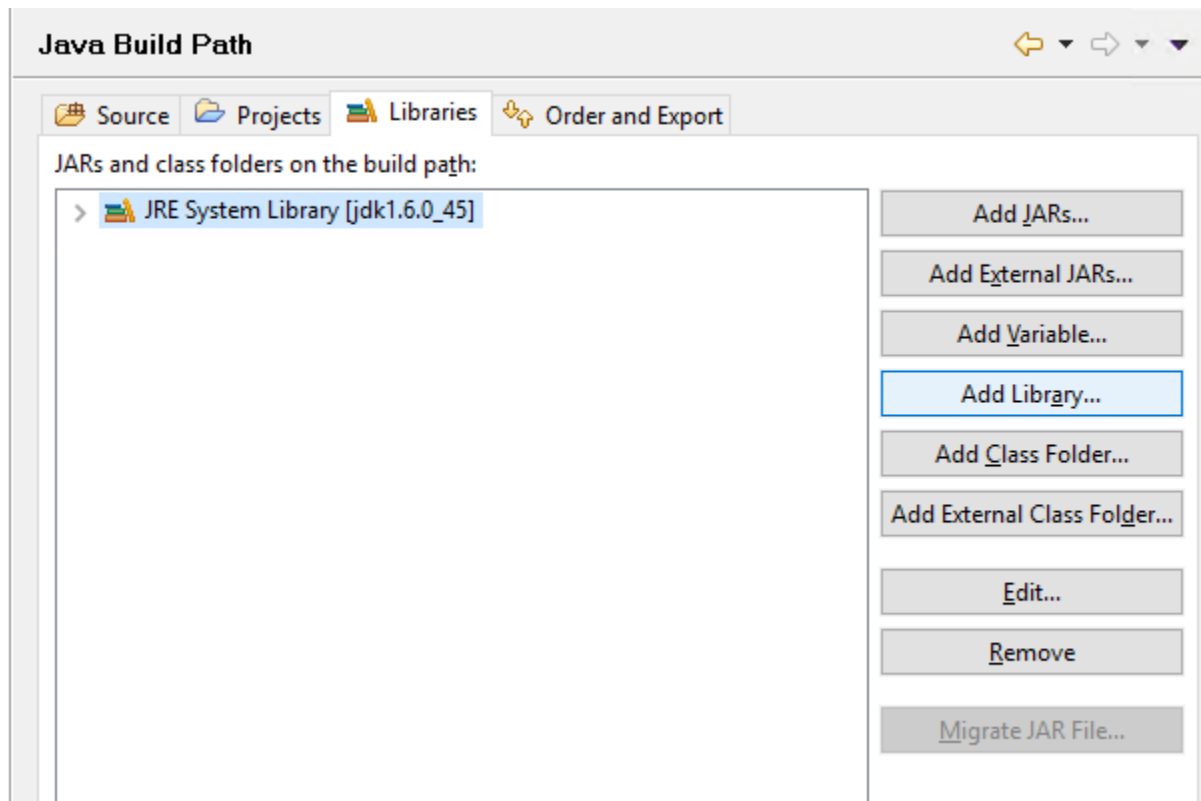 Java Build Path
Source Projects Libraries Order and Export
JARs and class folders on the build path:
JRE System Library [jdk1.6.0_45]
Add JARs...
Add External JARs...
Add Variable...
Add Library...
Add Class Folder...
Add External Class Folder...
Edit...
Remove
Migrate JAR File...